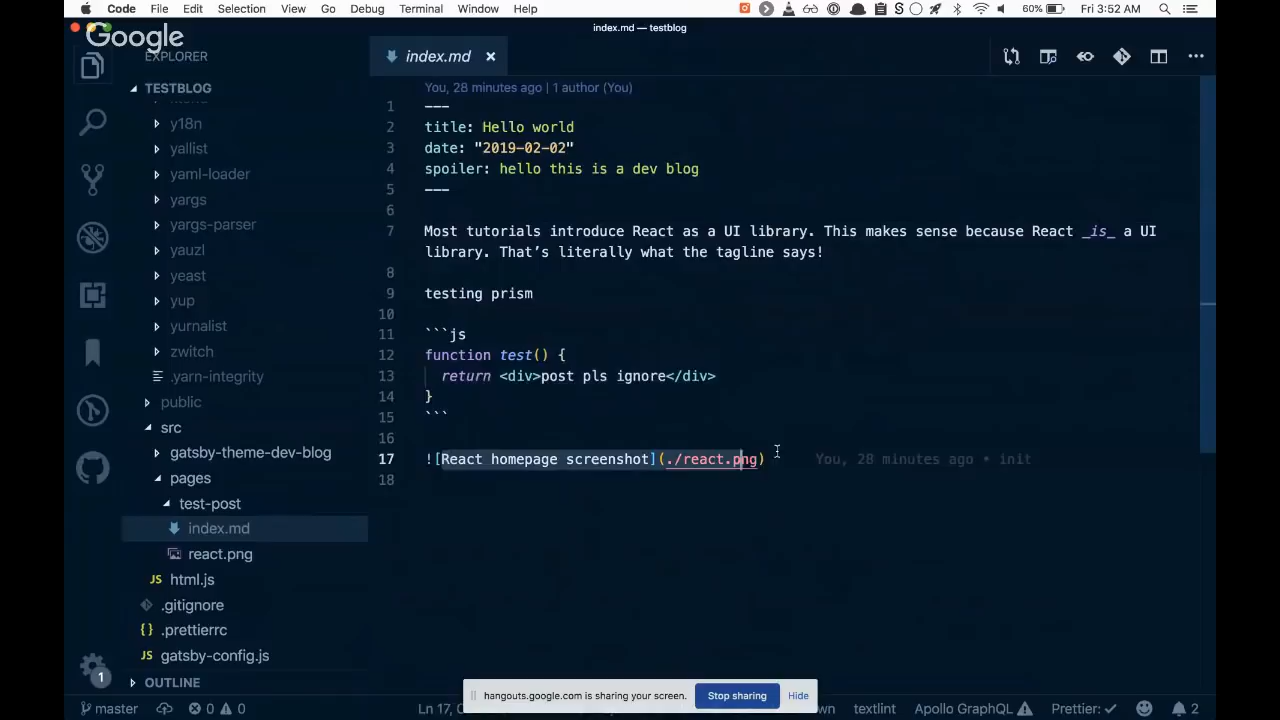 Code File Edit Selection View Go Debug Terminal Window Help 60% Fri 3:52 AM
index.md — testblog
Google
EXPLORER
index.md
TESTBLOG
You, 28 minutes ago | 1 author (You)
1 ---
2 title: Hello world
3 date: "2019-02-02"
4 spoiler: hello this is a dev blog
5 ---
6
7 Most tutorials introduce React as a UI library. This makes sense because React _is_ a UI
library. That’s literally what the tagline says!
8
9 testing prism
10
11 ```js
12 function test() {
13 return <div>post pls ignore</div>
14 }
15 ```
16
17 ![React homepage screenshot](./react.png) You, 28 minutes ago • init
18
y18n
yallist
yaml-loader
yargs
yargs-parser
yauzl
yeast
yup
yurnalist
zwitch
.yarn-integrity
public
src
gatsby-theme-dev-blog
pages
test-post
index.md
react.png
JS html.js
.gitignore
{ } .prettierrc
JS gatsby-config.js
OUTLINE
1
hangouts.google.com is sharing your screen. Stop sharing Hide
master 0 0 Ln 17, textlint Apollo GraphQL Prettier: ✓ 2